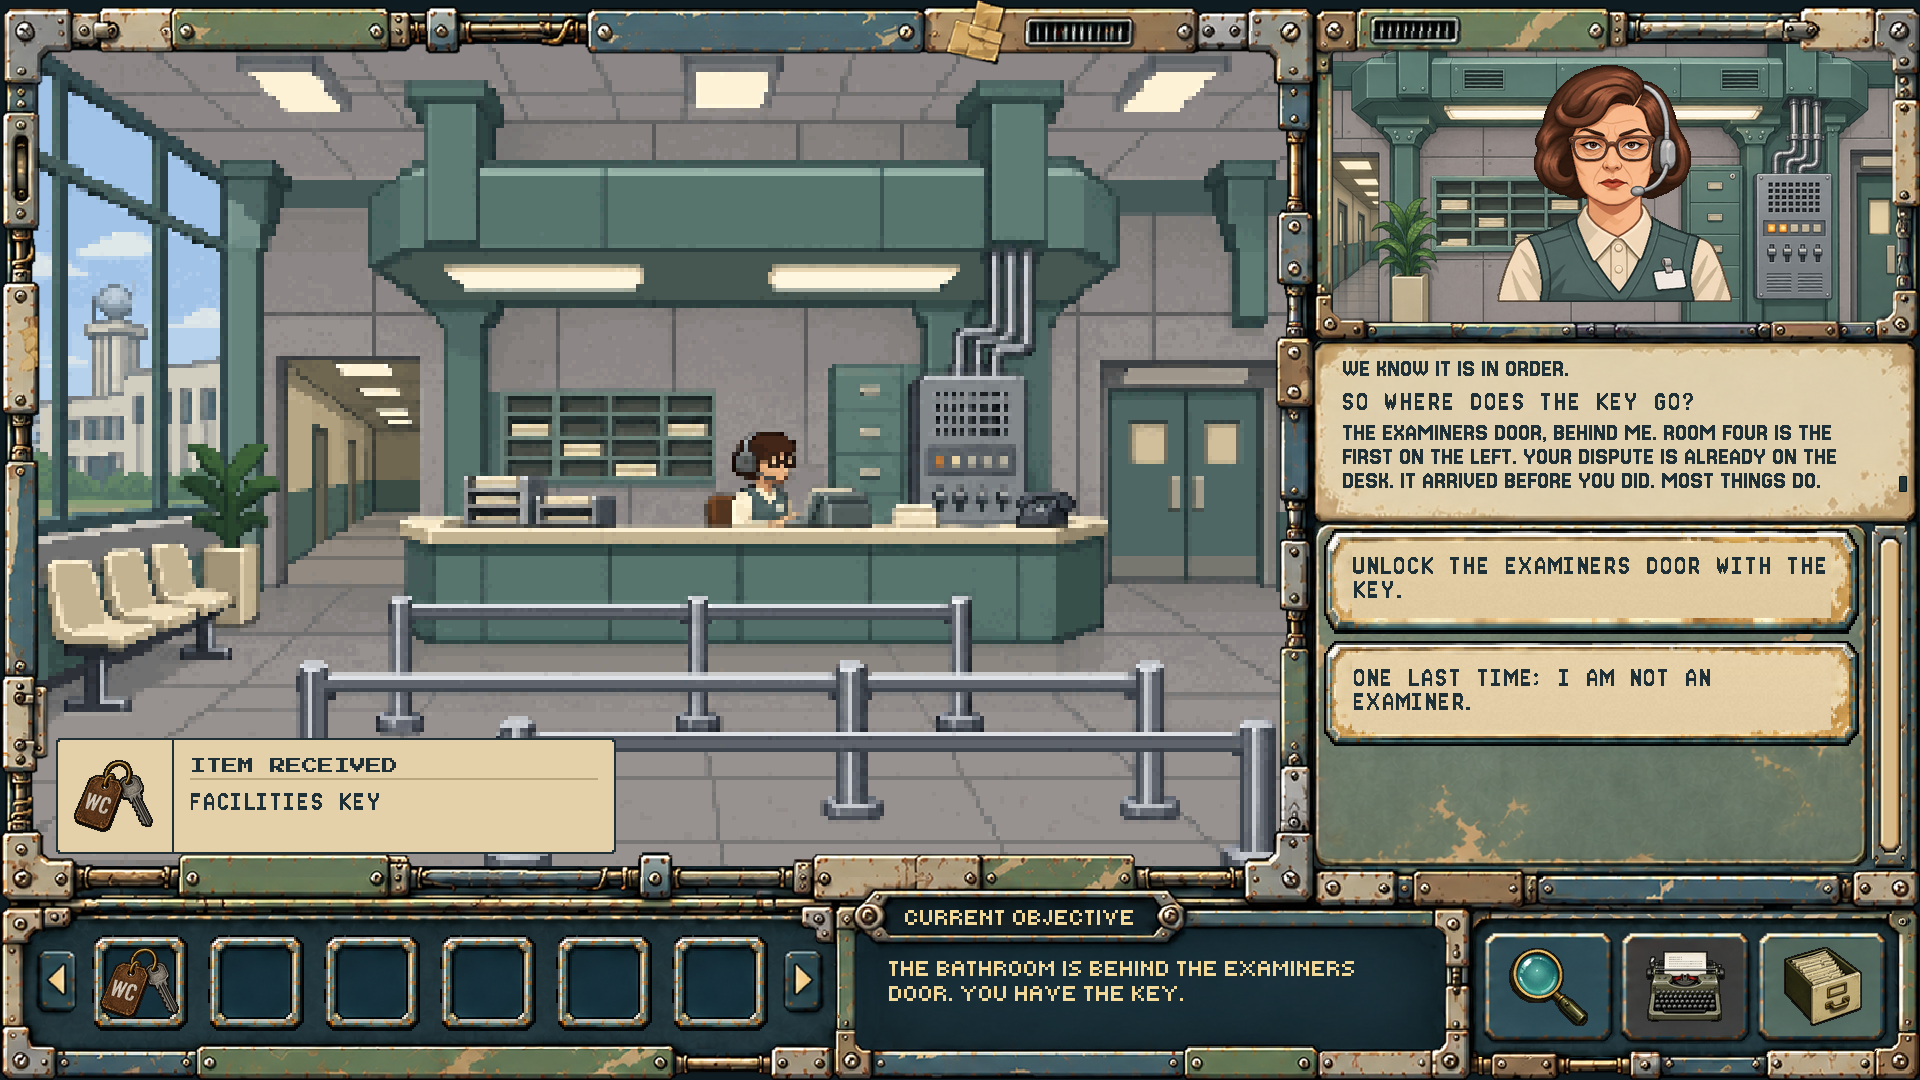 WE KNOW IT IS IN ORDER.
SO WHERE DOES THE KEY GO?
THE EXAMINERS DOOR, BEHIND ME. ROOM FOUR IS THE
FIRST ON THE LEFT. YOUR DISPUTE IS ALREADY ON THE
DESK. IT ARRIVED BEFORE YOU DID. MOST THINGS DO.
UNLOCK THE EXAMINERS DOOR WITH THE
KEY.
ONE LAST TIME: I AM NOT AN
EXAMINER.
ITEM RECEIVED
WC
FACILITIES KEY
CURRENT OBJECTIVE
WC
THE BATHROOM IS BEHIND THE EXAMINERS
DOOR. YOU HAVE THE KEY.